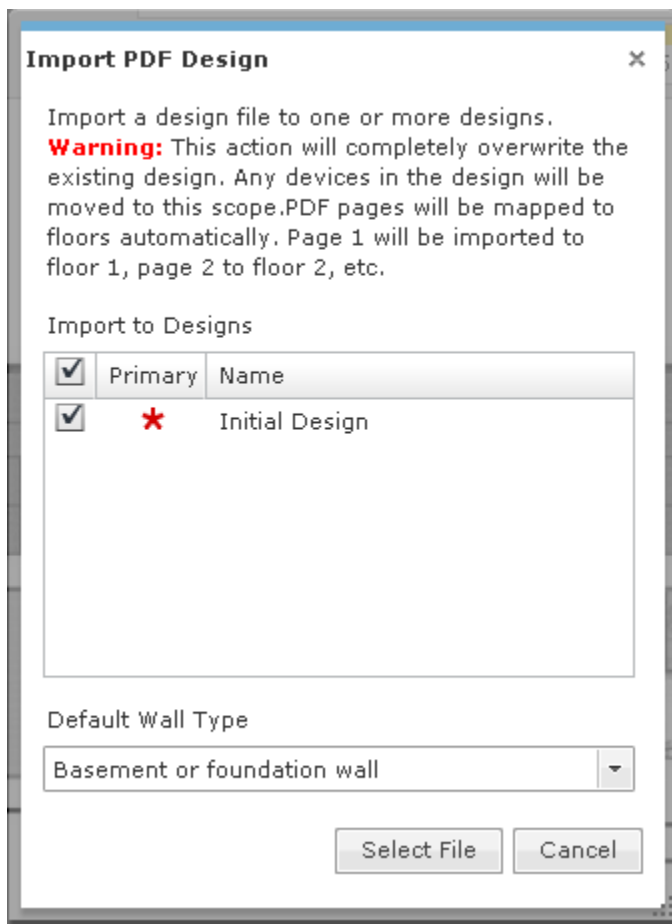 Import PDF Design ×
Import a design file to one or more designs.
Warning: This action will completely overwrite the
existing design. Any devices in the design will be
moved to this scope.PDF pages will be mapped to
floors automatically. Page 1 will be imported to
floor 1, page 2 to floor 2, etc.
Import to Designs
Primary Name
* Initial Design
Default Wall Type
Basement or foundation wall
Select File Cancel